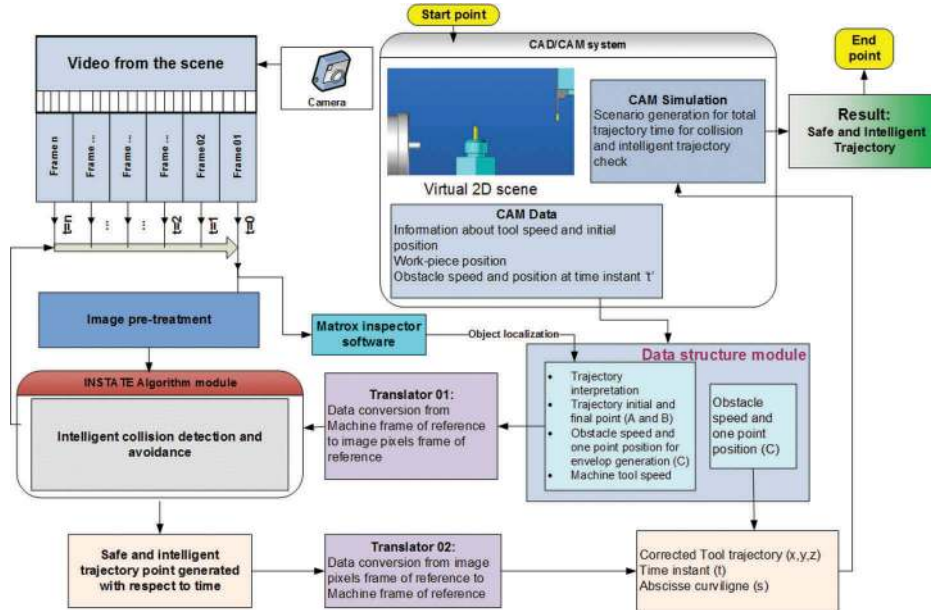 Start point
CAD/CAM system
End
point
Video from the scene
Camera
CAM Simulation
Scenario generation for total
trajectory time for collision
and intelligent trajectory
check
Result:
Safe and Intelligent
Trajectory
Frame n
Frame ...
Frame ...
Frame ...
Frame 02
Frame 01
Virtual 2D scene
t=n
...
...
t=2
t=1
t=0
CAM Data
Information about tool speed and initial
position
Work-piece position
Obstacle speed and position at time instant 't'
Image pre-treatment
Matrox inspector
software
Object localization
Data structure module
INSTATE Algorithm module
Intelligent collision detection and
avoidance
Translator 01:
Data conversion from
Machine frame of reference
to image pixels frame of
reference
• Trajectory
interpretation
• Trajectory initial and
final point (A and B)
• Obstacle speed and
one point position for
envelop generation (C)
• Machine tool speed
Obstacle
speed and
one point
position (C)
Safe and intelligent
trajectory point generated
with respect to time
Translator 02:
Data conversion from image
pixels frame of reference to
Machine frame of reference
Corrected Tool trajectory (x,y,z)
Time instant (t)
Abscisse curviligne (s)